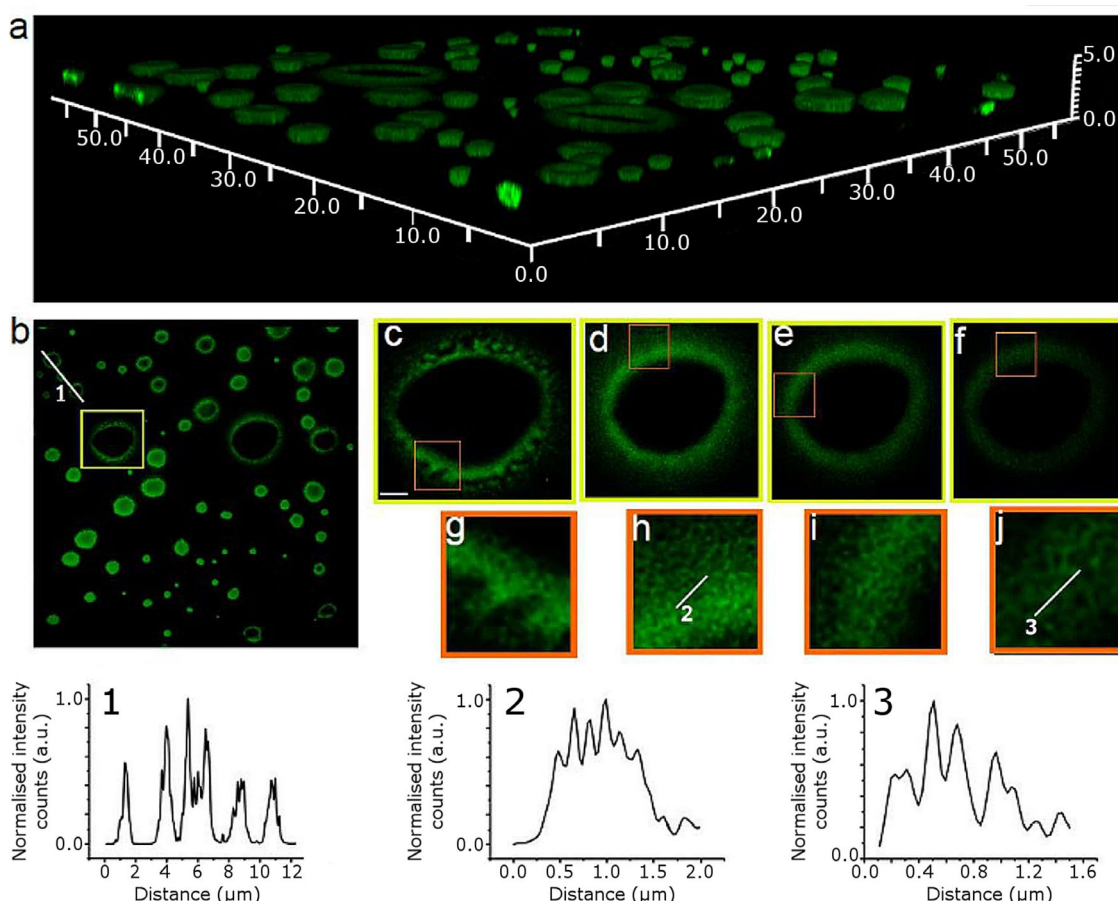 a
5.0
0.0
50.0
40.0
30.0
20.0
10.0
0.0
10.0
20.0
30.0
40.0
50.0
b
1
c
d
e
f
g
h
2
i
j
3
1
Normalised intensity
counts (a.u.)
1.0
0.0
0 2 4 6 8 10 12
Distance (μm)
2
Normalised intensity
counts (a.u.)
1.0
0.0
0.0 0.5 1.0 1.5 2.0
Distance (μm)
3
Normalised intensity
counts (a.u.)
1.0
0.0
0.0 0.4 0.8 1.2 1.6
Distance (μm)